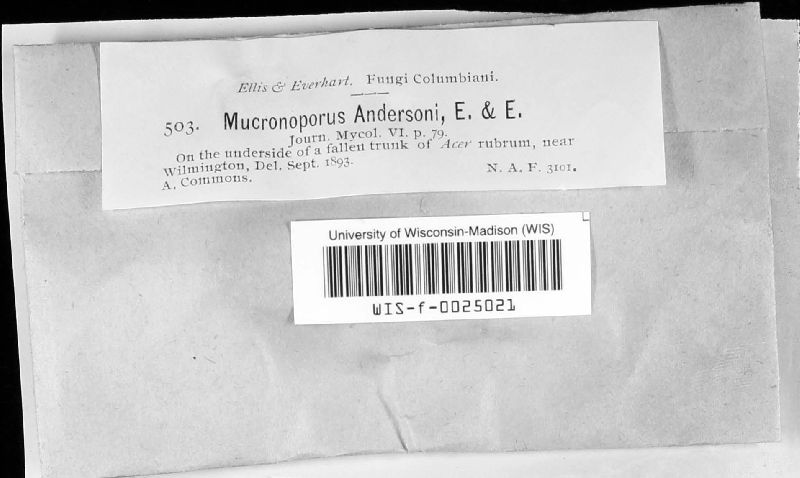 Ellis & Everhart. Fungi Columbiani.
503. Mucronoporus Andersoni, E. & E.
Journ. Mycol. VI. p. 79.
On the underside of a fallen trunk of Acer rubrum, near
Wilmington, Del. Sept. 1893.
N. A. F. 3101.
A. Commons.
University of Wisconsin-Madison (WIS)
WIS-f-0025021